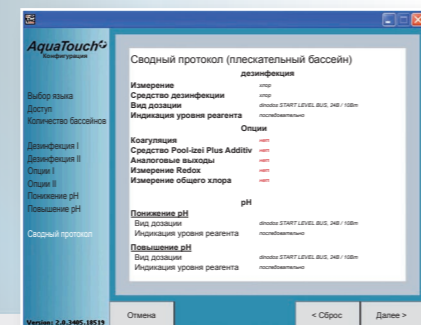 AquaTouch
Конфигурация
Выбор языка
Доступ
Количество бассейнов
Дезинфекция I
Дезинфекция II
Опции I
Опции II
Понижение pH
Повышение pH
Сводный протокол
Version: 2.0.3405.18519
Сводный протокол (плескательный бассейн)
дезинфекция
Измерение хлор
Средство дезинфекции хлор
Вид дозации dinodos START LEVEL BUS, 24В / 10Вт
Индикация уровня реагента последовательно
Опции
Коагуляция нет
Средство Pool-izei Plus Additiv нет
Аналоговые выходы нет
Измерение Redox нет
Измерение общего хлора нет
pH
Понижение pH
Вид дозации dinodos START LEVEL BUS, 24В / 10Вт
Индикация уровня реагента последовательно
Повышение pH
Вид дозации dinodos START LEVEL BUS, 24В / 10Вт
Индикация уровня реагента последовательно
Отмена
< Сброс
Далее >